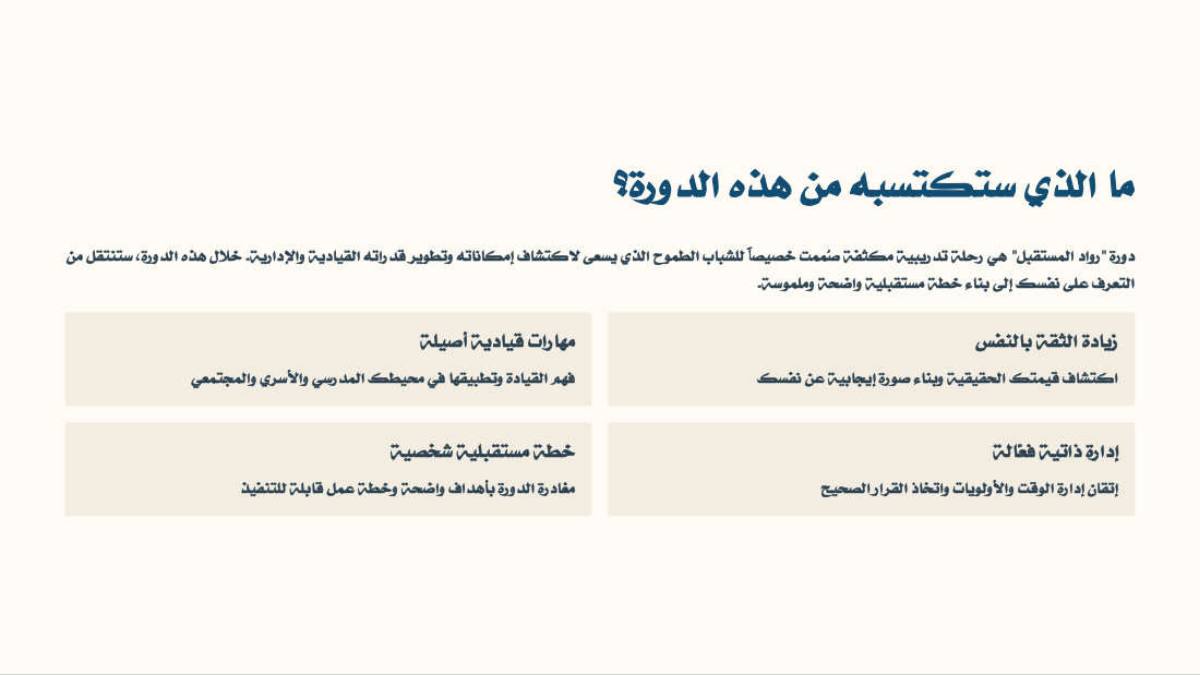 ما الذي ستكتسبه من هذه الدورة؟
دورة "رواد المستقبل" هي رحلة تدريبية مكثفة صُممت خصيصاً للشباب الطموح الذي يسعى لاكتشاف إمكاناته وتطوير قدراته القيادية والإدارية. خلال هذه الدورة، ستنتقل من
التعرف على نفسك إلى بناء خطة مستقبلية واضحة وملموسة.
زيادة الثقة بالنفس
اكتشاف قيمتك الحقيقية وبناء صورة إيجابية عن نفسك
مهارات قيادية أصيلة
فهم القيادة وتطبيقها في محيطك المدرسي والأسري والمجتمعي
إدارة ذاتية فعّالة
إتقان إدارة الوقت والأولويات واتخاذ القرار الصحيح
خطة مستقبلية شخصية
مغادرة الدورة بأهداف واضحة وخطة عمل قابلة للتنفيذ